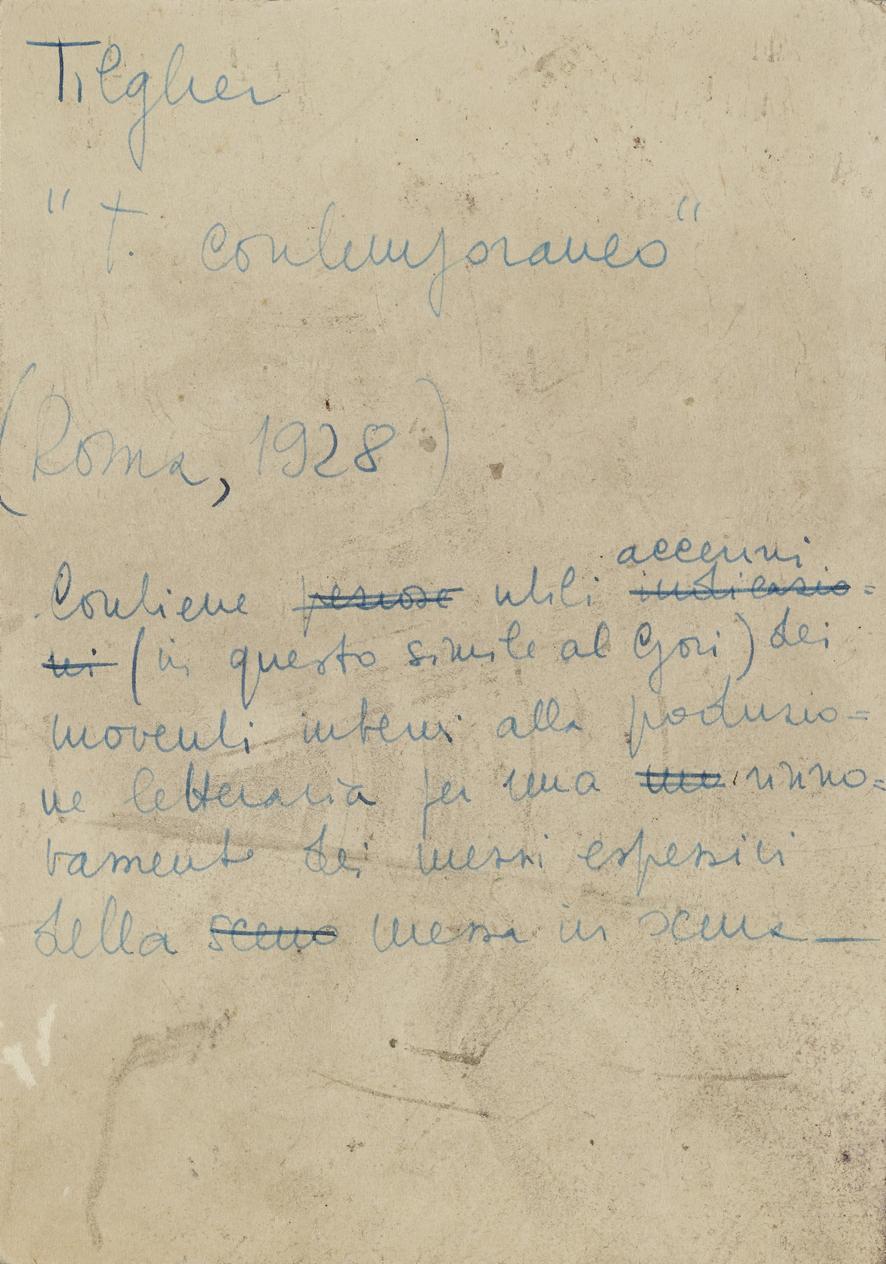 Tilgher
"t. contemporaneo"
(Roma, 1928)
accenni
Contiene utili indicazio=
ni (in questo simile al Gori) dei
moventi interni alla produzio=
ne letteraria per una un rinno=
vamento dei mezzi espressivi
della scena messa in scena —